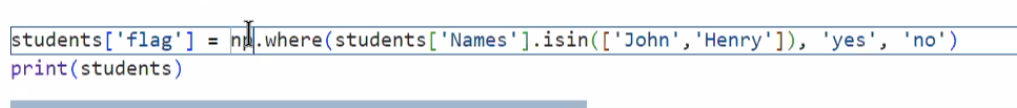 students['flag'] = np.where(students['Names'].isin(['John','Henry']), 'yes', 'no')
print(students)